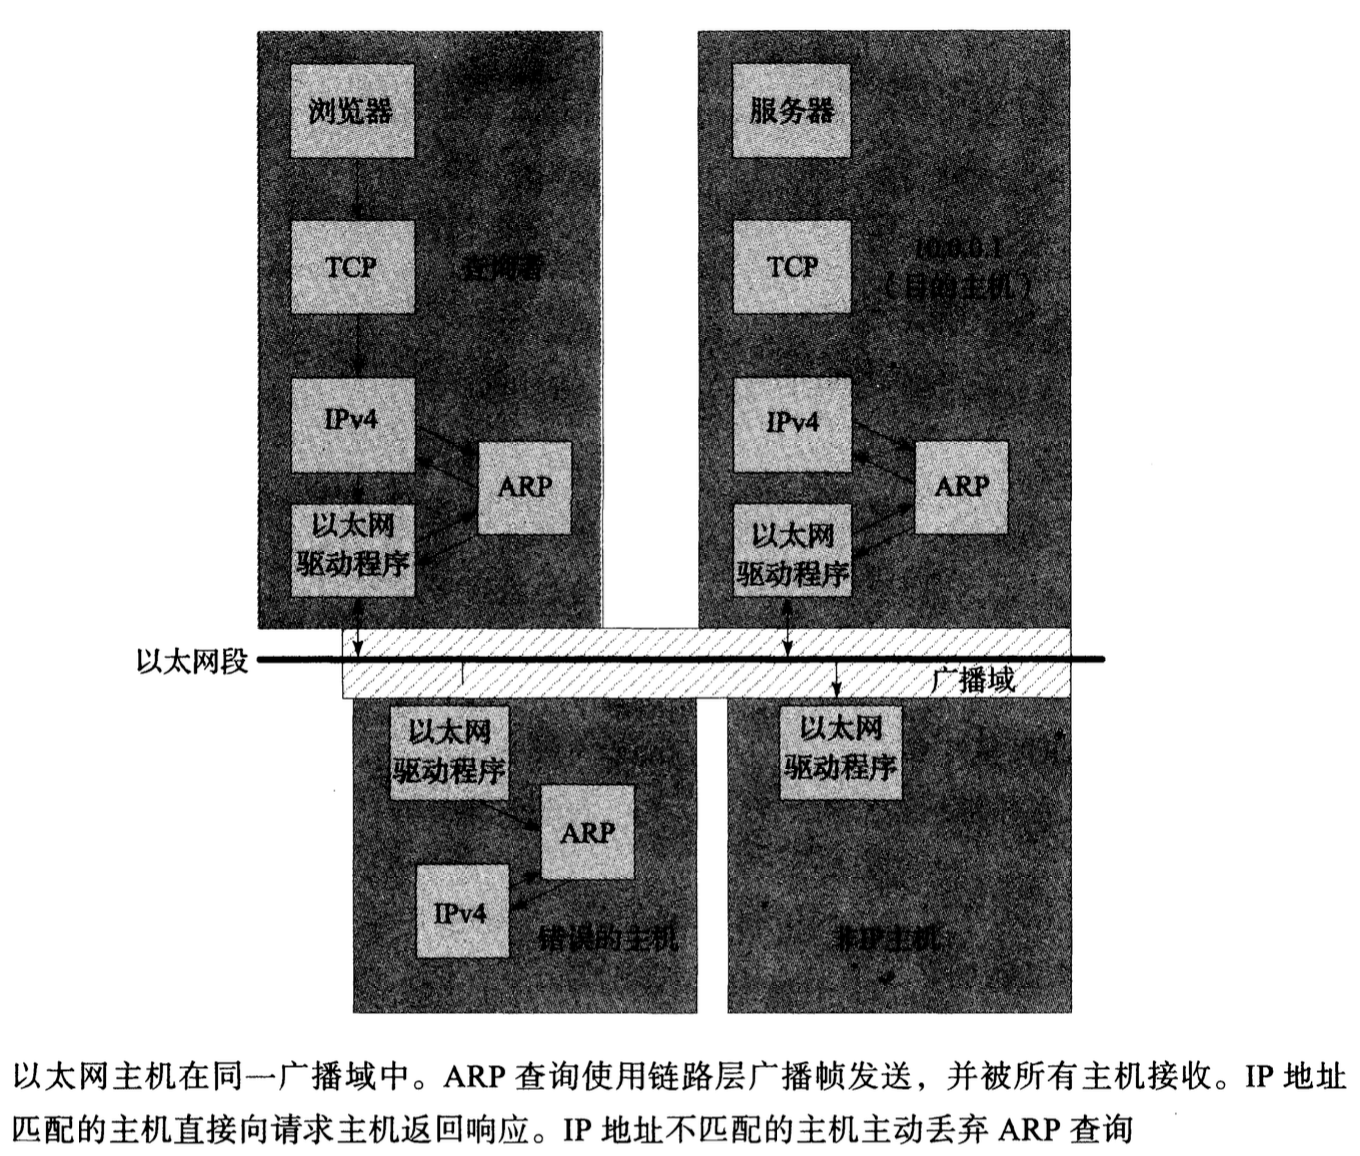 浏览器
TCP
查询者
IPv4
ARP
以太网
驱动程序
服务器
TCP
10.0.0.1
（目的主机）
IPv4
ARP
以太网
驱动程序
以太网段
广播域
以太网
驱动程序
ARP
IPv4
错误的主机
以太网
驱动程序
非IP主机
以太网主机在同一广播域中。ARP 查询使用链路层广播帧发送，并被所有主机接收。IP 地址
匹配的主机直接向请求主机返回响应。IP 地址不匹配的主机主动丢弃 ARP 查询